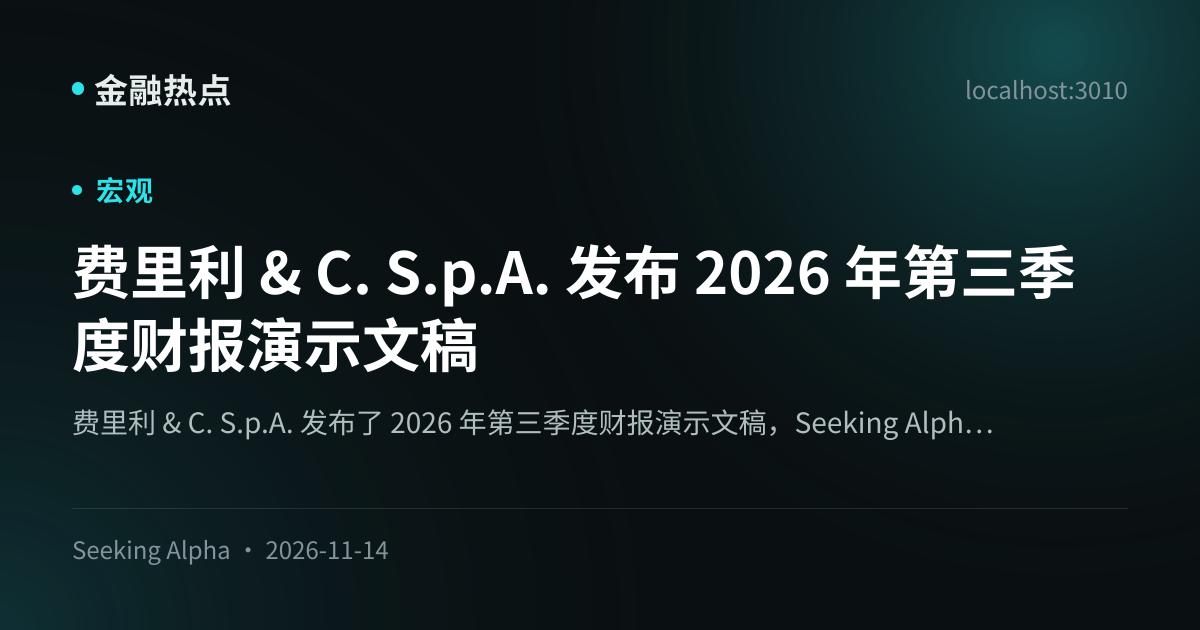 金融热点
localhost:3010
宏观
费里利 & C. S.p.A. 发布 2026 年第三季
度财报演示文稿
费里利 & C. S.p.A. 发布了 2026 年第三季度财报演示文稿，Seeking Alph…
Seeking Alpha · 2026-11-14